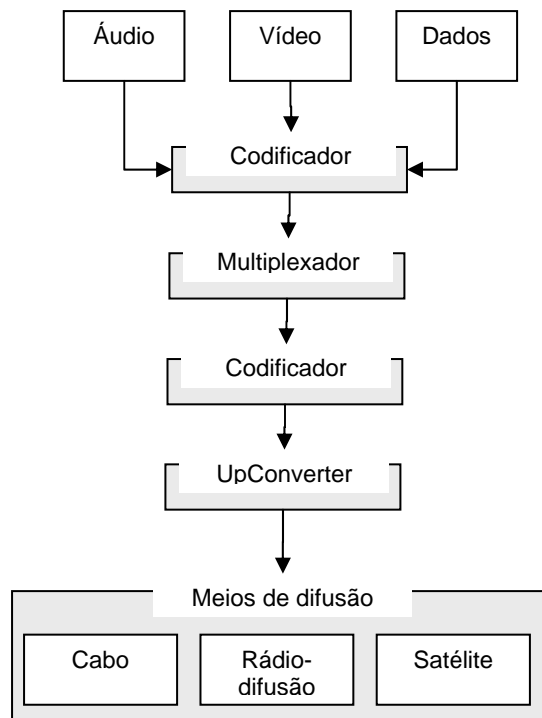 Áudio
Vídeo
Dados
Codificador
Multiplexador
Codificador
UpConverter
Meios de difusão
Cabo
Rádio-
difusão
Satélite